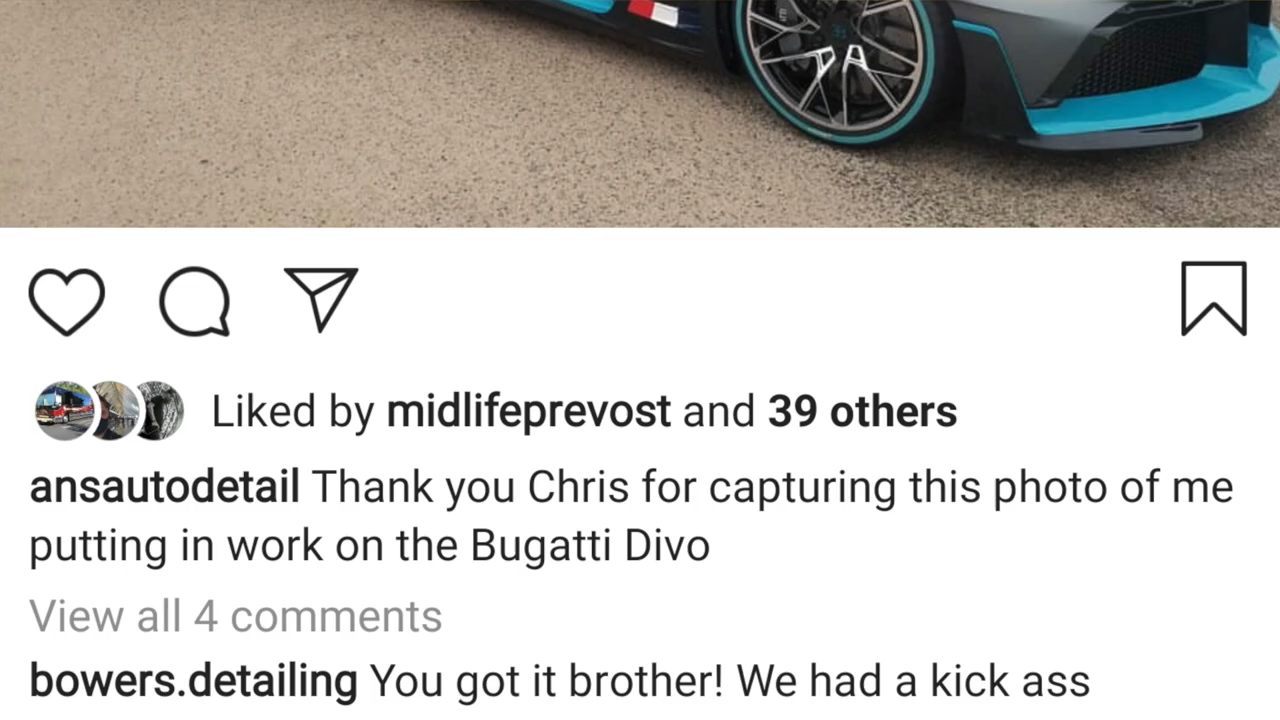 Liked by midlifeprevost and 39 others
ansautodetail Thank you Chris for capturing this photo of me
putting in work on the Bugatti Divo
View all 4 comments
bowers.detailing You got it brother! We had a kick ass